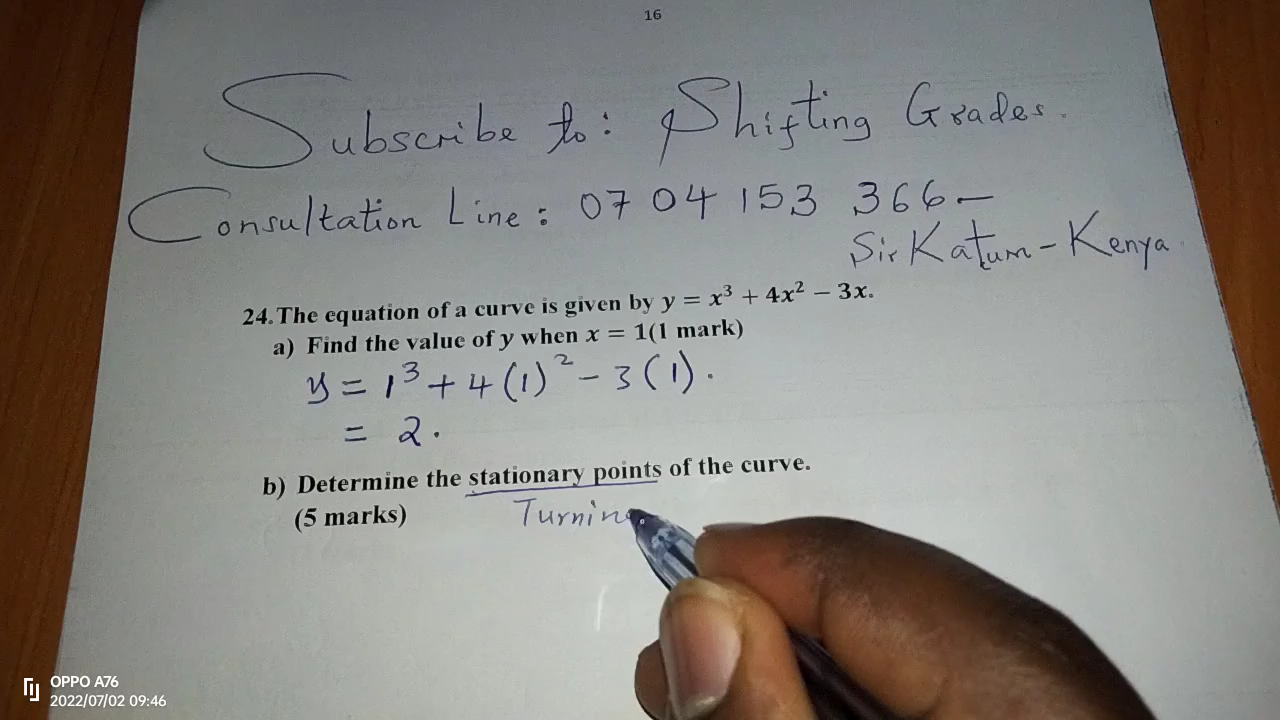 16
Subscribe to: Shifting Grades.
Consultation Line: 0704 153 366 –
Sir Katum - Kenya
24. The equation of a curve is given by y = x³ + 4x² − 3x.
a) Find the value of y when x = 1(1 mark)
y = 1³ + 4(1)² − 3(1).
= 2.
b) Determine the stationary points of the curve.
(5 marks) Turning
OPPO A76
2022/07/02 09:46